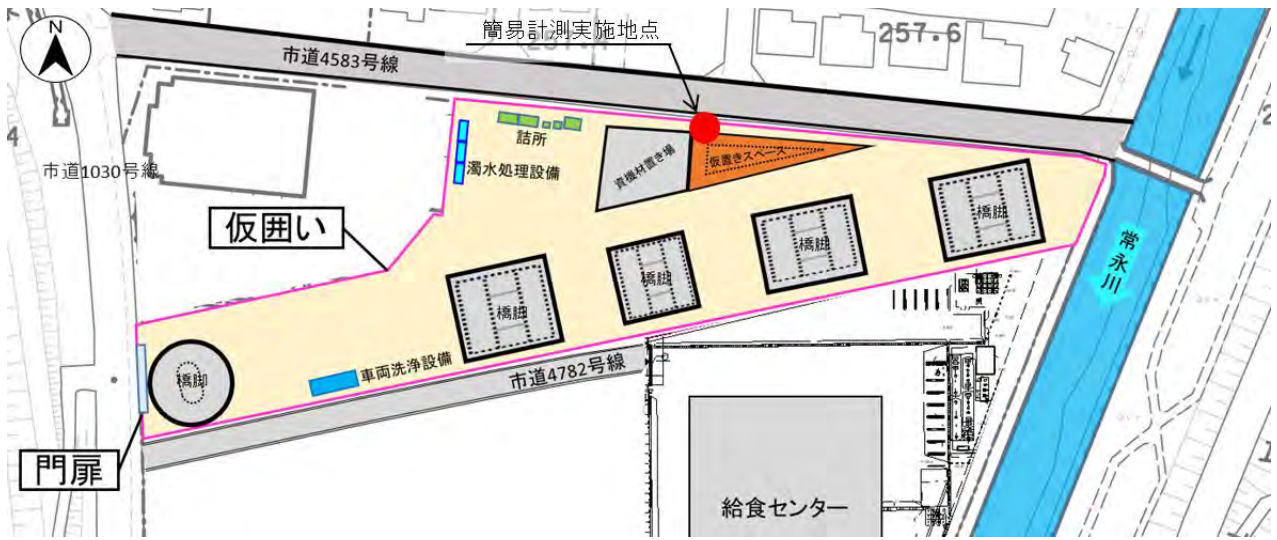 N
簡易計測実施地点
257.6
市道4583号線
詰所
資機材置き場
仮置きスペース
濁水処理設備
市道1030号線
仮囲い
橋脚
橋脚
橋脚
橋脚
常永川
橋脚
車両洗浄設備
市道4782号線
門扉
給食センター